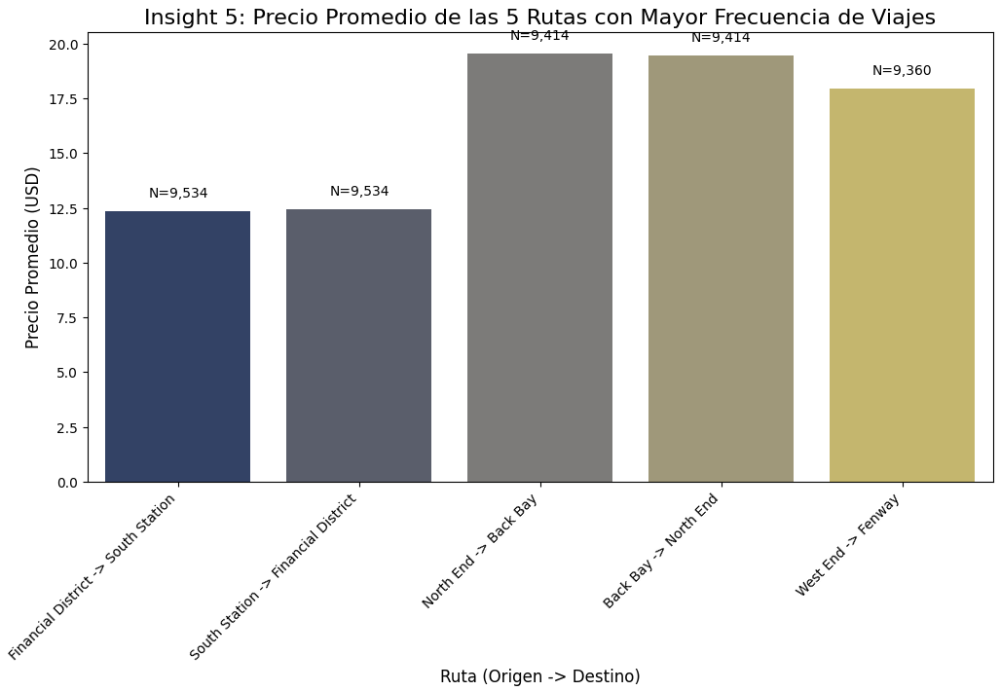 Insight 5: Precio Promedio de las 5 Rutas con Mayor Frecuencia de Viajes
Precio Promedio (USD)
20.0
17.5
15.0
12.5
10.0
7.5
5.0
2.5
0.0
N=9,534
N=9,534
N=9,414
N=9,414
N=9,360
Financial District -> South Station
South Station -> Financial District
North End -> Back Bay
Back Bay -> North End
West End -> Fenway
Ruta (Origen -> Destino)